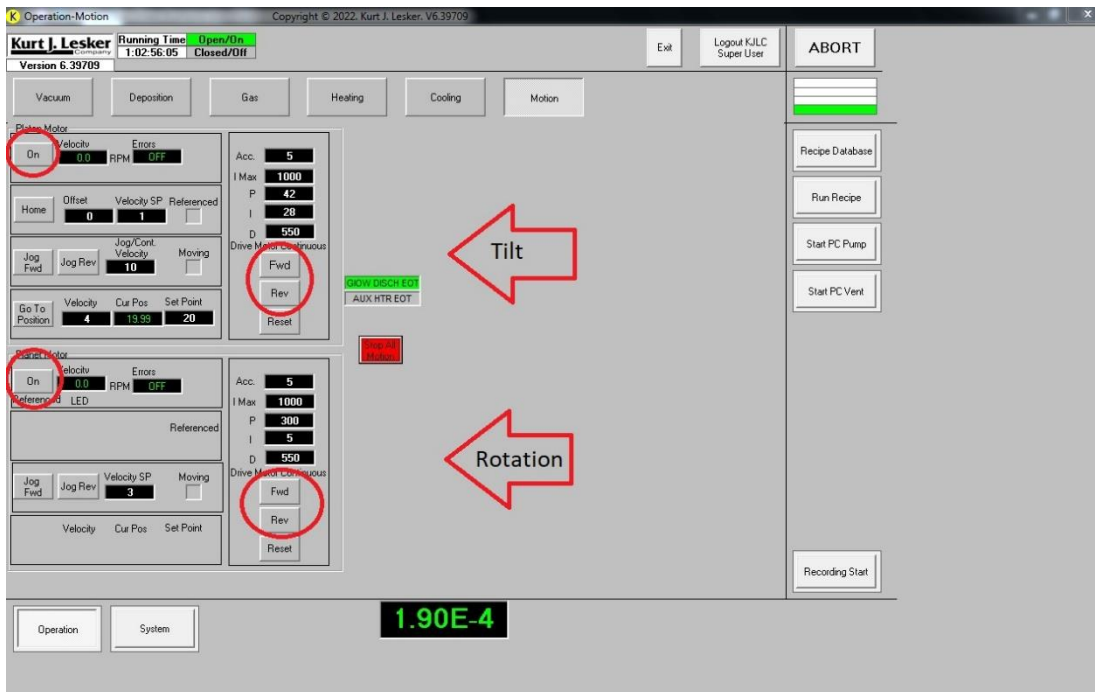 K Operation-Motion Copyright © 2022. Kurt J. Lesker. V6.39709
x
Kurt J. Lesker
Company
Version 6.39709
Running Time Open/On
1:02:56:05 Closed/Off
Exit
Logout KJLC
Super User
ABORT
Vacuum Deposition Gas Heating Cooling Motion
Platen Motor
Velocity Errors
On 0.0 RPM OFF
Offset Velocity SP Referenced
Home 0 1
Jog/Cont.
Velocity Moving
Jog
Fwd
Jog Rev 10
Velocity Cur Pos Set Point
Go To
Position
4 19.99 20
Acc. 5
I Max 1000
P 42
I 28
D 550
Drive Motor Continuous
Fwd
Rev
Reset
GlOW DISCH EOT
AUX HTR EOT
Tilt
Stop All
Motion
Planet Motor
Velocity Errors
On 0.0 RPM OFF
Referenced LED
Referenced
Velocity SP Moving
Jog
Fwd
Jog Rev 3
Velocity Cur Pos Set Point
Acc. 5
I Max 1000
P 300
I 5
D 550
Drive Motor Continuous
Fwd
Rev
Reset
Rotation
Recipe Database
Run Recipe
Start PC Pump
Start PC Vent
Recording Start
Operation System
1.90E-4